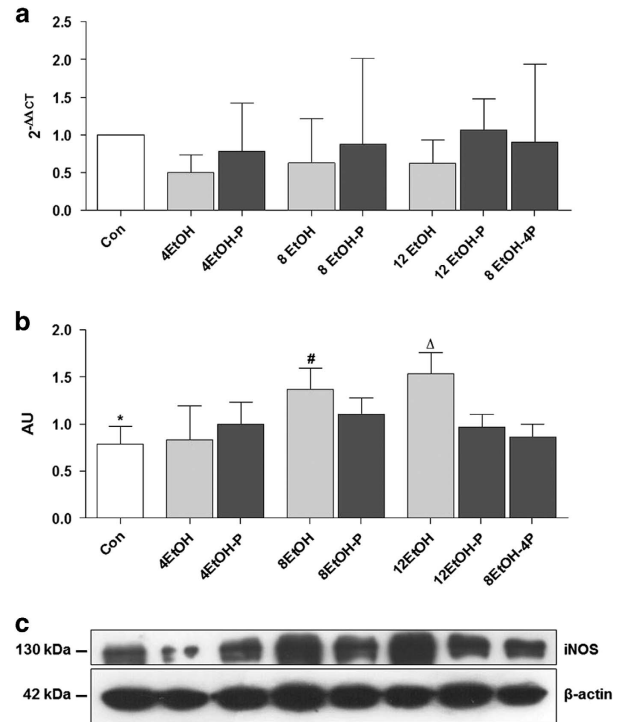 a
2.5
2.0
1.5
1.0
0.5
0.0
2^-ΔΔCT
Con
4EtOH
4EtOH-P
8 EtOH
8 EtOH-P
12 EtOH
12 EtOH-P
8 EtOH-4P
b
2.0
1.5
1.0
0.5
0.0
AU
*
#
Δ
Con
4EtOH
4EtOH-P
8EtOH
8EtOH-P
12EtOH
12EtOH-P
8EtOH-4P
c
130 kDa
iNOS
42 kDa
β-actin